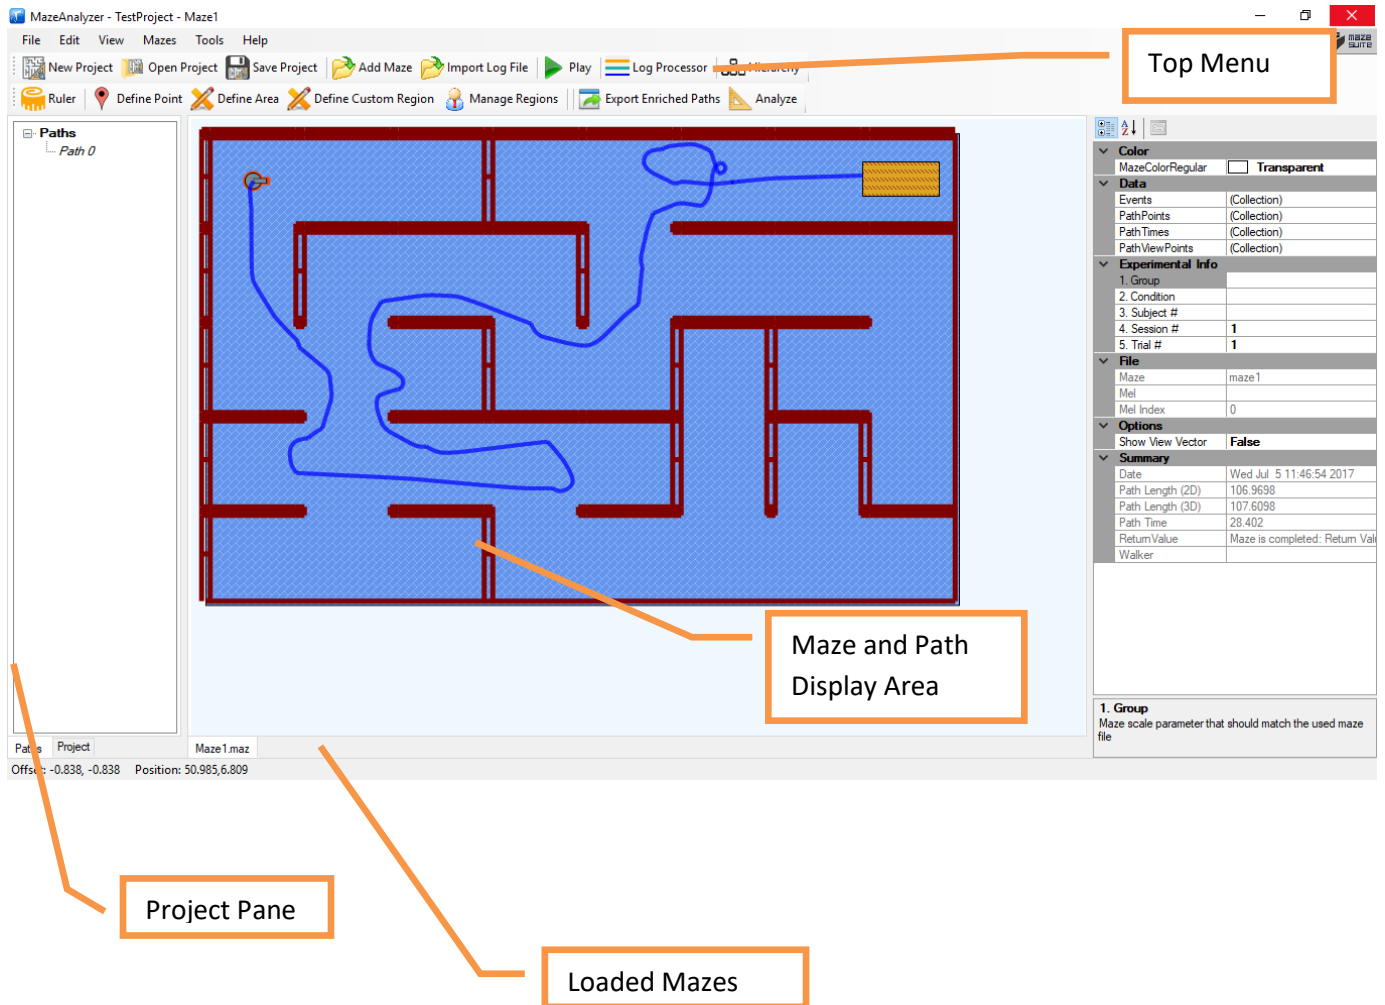 MazeAnalyzer - TestProject - Maze1
File Edit View Mazes Tools Help
maze suite
New Project Open Project Save Project Add Maze Import Log File Play Log Processor Hierarchy
Top Menu
Ruler Define Point Define Area Define Custom Region Manage Regions Export Enriched Paths Analyze
Paths
Path 0
Color
MazeColorRegular Transparent
Data
Events (Collection)
PathPoints (Collection)
PathTimes (Collection)
PathViewPoints (Collection)
Experimental Info
1. Group
2. Condition
3. Subject #
4. Session # 1
5. Trial # 1
File
Maze maze1
Mel
Mel Index 0
Options
Show View Vector False
Summary
Date Wed Jul 5 11:46:54 2017
Path Length (2D) 106.9698
Path Length (3D) 107.6098
Path Time 28.402
ReturnValue Maze is completed: Return Val
Walker
Maze and Path
Display Area
1. Group
Maze scale parameter that should match the used maze
file
Paths Project Maze1.maz
Offset: -0.838, -0.838 Position: 50.985,6.809
Project Pane
Loaded Mazes